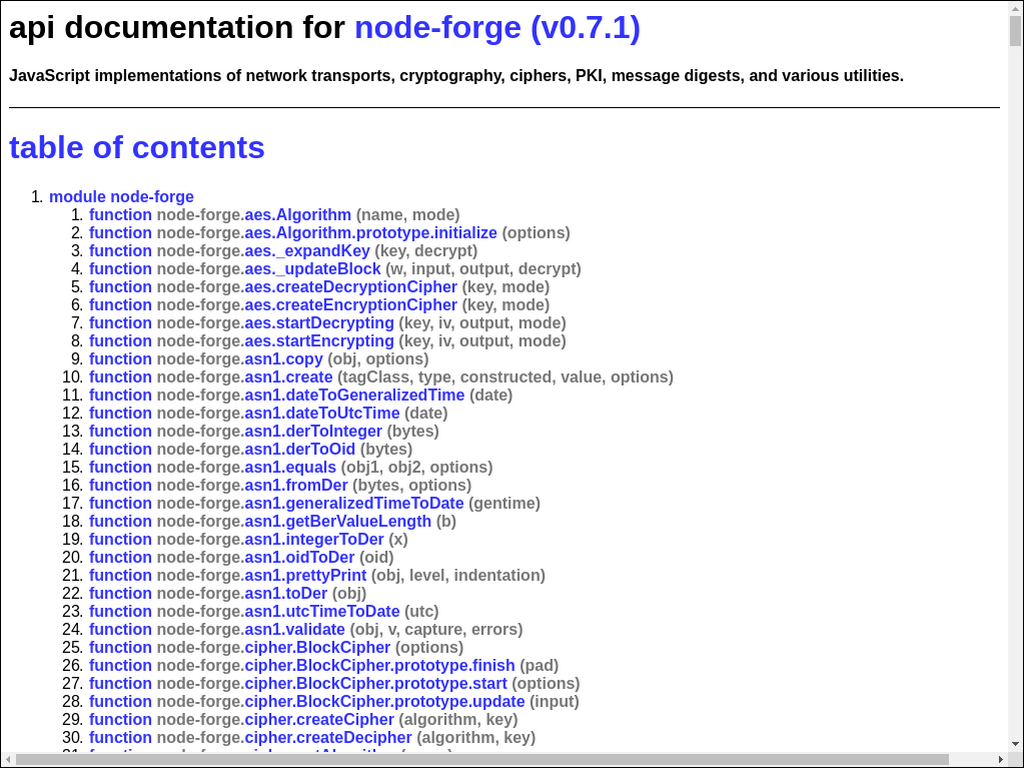 api documentation for node-forge (v0.7.1)
JavaScript implementations of network transports, cryptography, ciphers, PKI, message digests, and various utilities.
table of contents
1. module node-forge
1. function node-forge.aes.Algorithm (name, mode)
2. function node-forge.aes.Algorithm.prototype.initialize (options)
3. function node-forge.aes._expandKey (key, decrypt)
4. function node-forge.aes._updateBlock (w, input, output, decrypt)
5. function node-forge.aes.createDecryptionCipher (key, mode)
6. function node-forge.aes.createEncryptionCipher (key, mode)
7. function node-forge.aes.startDecrypting (key, iv, output, mode)
8. function node-forge.aes.startEncrypting (key, iv, output, mode)
9. function node-forge.asn1.copy (obj, options)
10. function node-forge.asn1.create (tagClass, type, constructed, value, options)
11. function node-forge.asn1.dateToGeneralizedTime (date)
12. function node-forge.asn1.dateToUtcTime (date)
13. function node-forge.asn1.derToInteger (bytes)
14. function node-forge.asn1.derToOid (bytes)
15. function node-forge.asn1.equals (obj1, obj2, options)
16. function node-forge.asn1.fromDer (bytes, options)
17. function node-forge.asn1.generalizedTimeToDate (gentime)
18. function node-forge.asn1.getBerValueLength (b)
19. function node-forge.asn1.integerToDer (x)
20. function node-forge.asn1.oidToDer (oid)
21. function node-forge.asn1.prettyPrint (obj, level, indentation)
22. function node-forge.asn1.toDer (obj)
23. function node-forge.asn1.utcTimeToDate (utc)
24. function node-forge.asn1.validate (obj, v, capture, errors)
25. function node-forge.cipher.BlockCipher (options)
26. function node-forge.cipher.BlockCipher.prototype.finish (pad)
27. function node-forge.cipher.BlockCipher.prototype.start (options)
28. function node-forge.cipher.BlockCipher.prototype.update (input)
29. function node-forge.cipher.createCipher (algorithm, key)
30. function node-forge.cipher.createDecipher (algorithm, key)